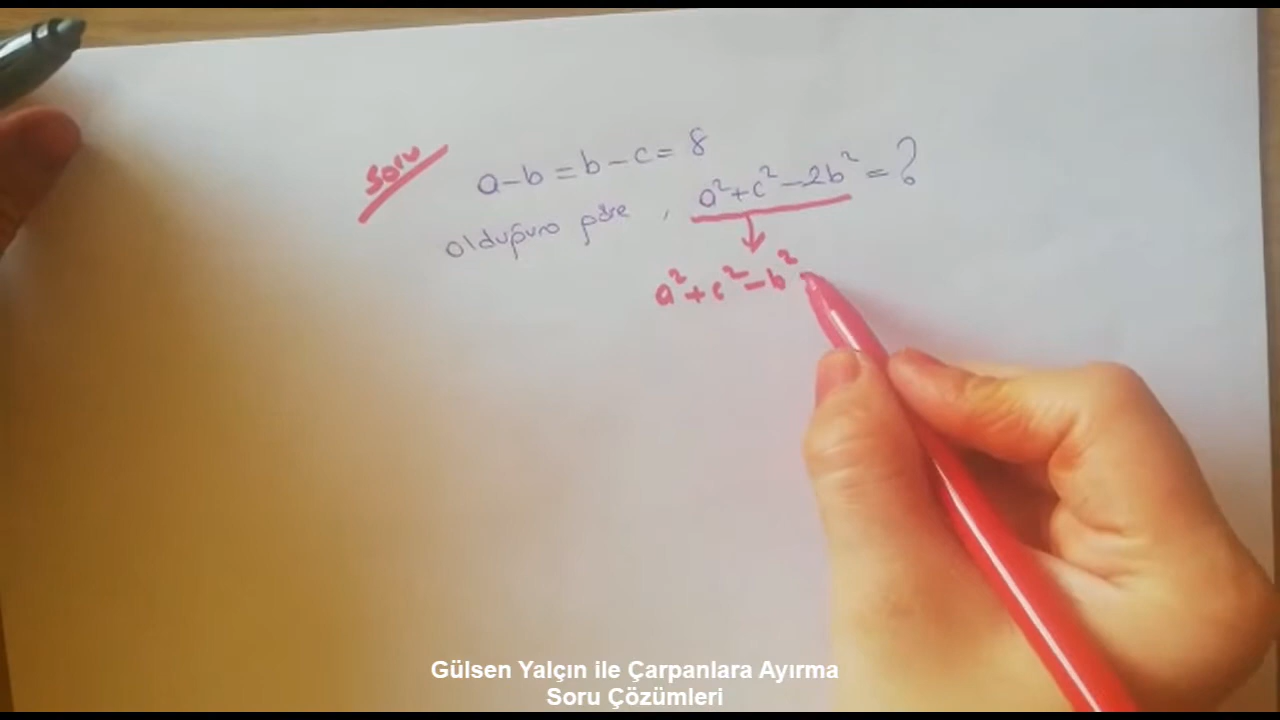 Soru
a-b=b-c=8
olduğuna göre, a²+c²-2b²=?
a²+c²-b²
Gülsen Yalçın ile Çarpanlara Ayırma
Soru Çözümleri